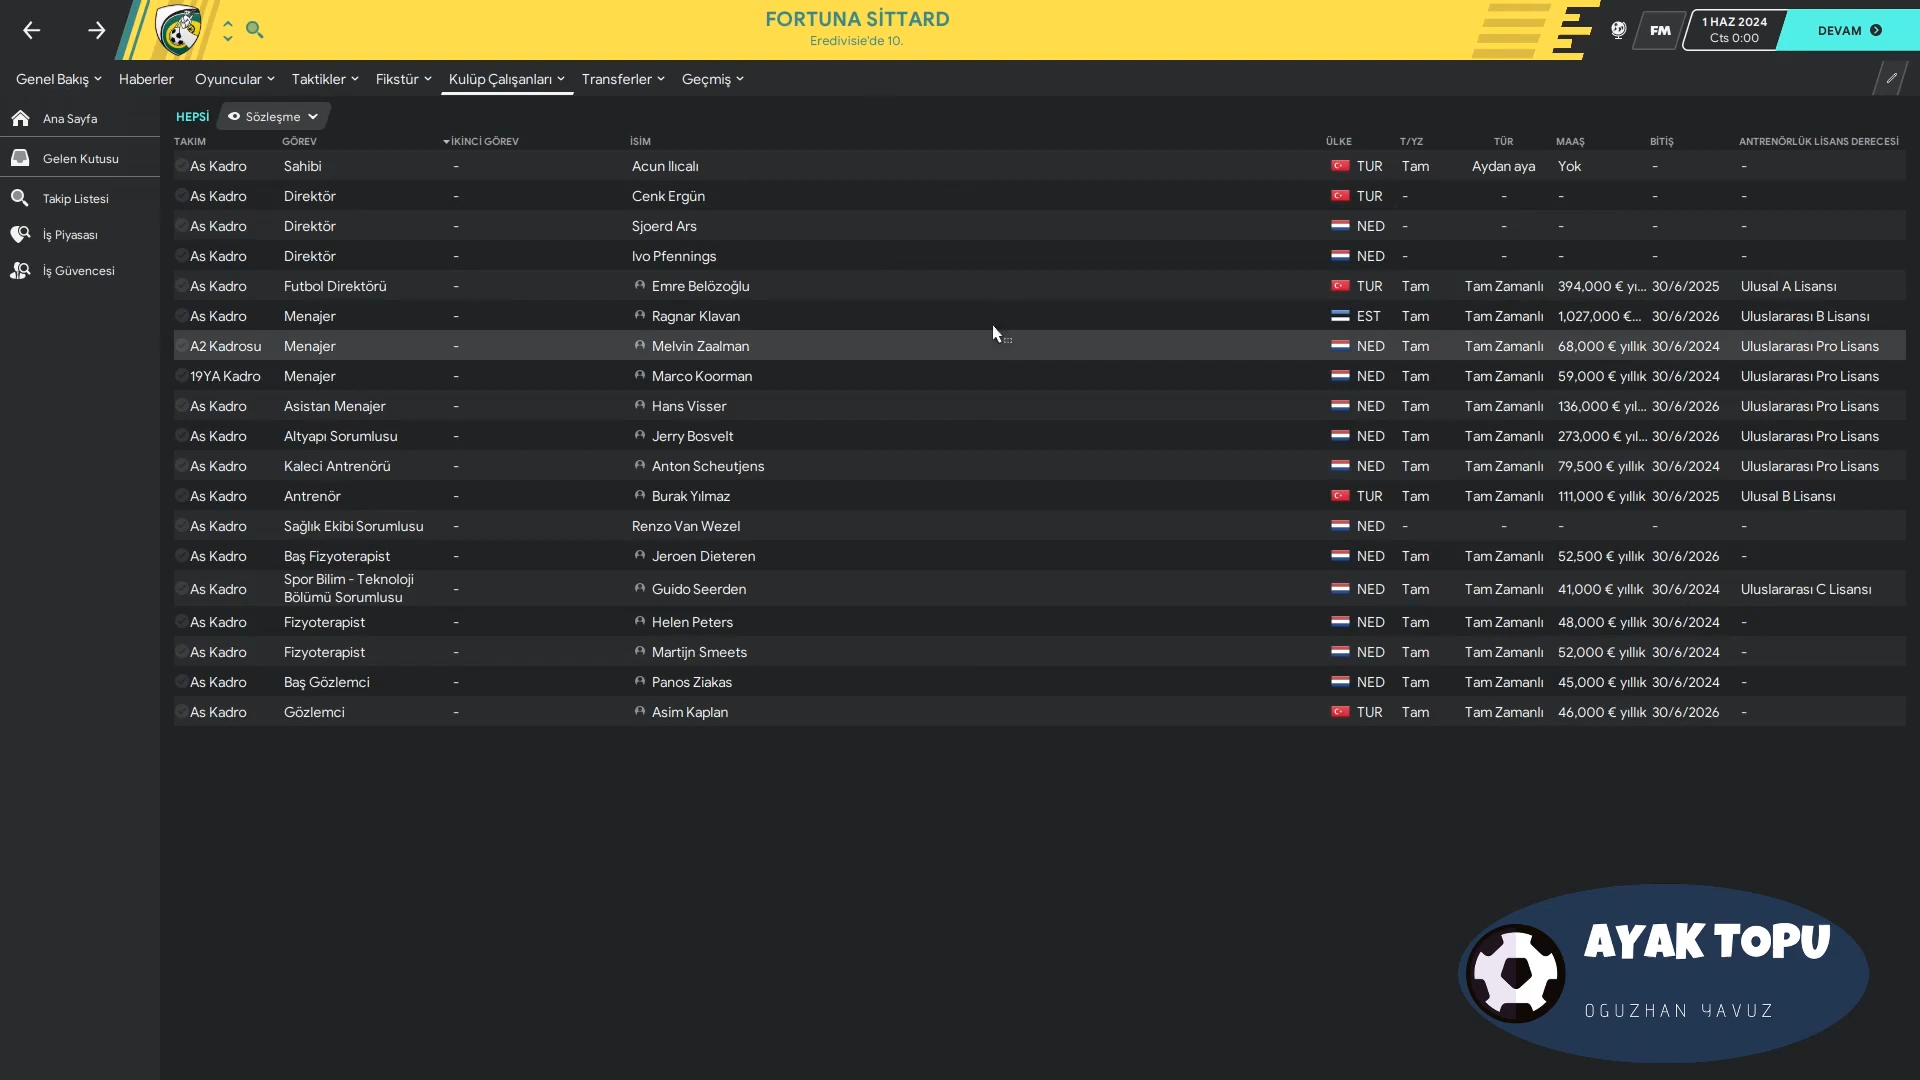 FORTUNA SİTTARD
Eredivisie'de 10.
FM
1 HAZ 2024
Cts 0:00
DEVAM
Genel Bakış Haberler Oyuncular Taktikler Fikstür Kulüp Çalışanları Transferler Geçmiş
Ana Sayfa
Gelen Kutusu
Takip Listesi
İş Piyasası
İş Güvencesi
HEPSİ Sözleşme
TAKIM GÖREV İKİNCİ GÖREV İSİM ÜLKE T/YZ TÜR MAAŞ BİTİŞ ANTRENÖRLÜK LİSANS DERECESİ
As Kadro Sahibi - Acun Ilıcalı TUR Tam Aydan aya Yok - -
As Kadro Direktör - Cenk Ergün TUR - - - - -
As Kadro Direktör - Sjoerd Ars NED - - - - -
As Kadro Direktör - Ivo Pfennings NED - - - - -
As Kadro Futbol Direktörü - Emre Belözoğlu TUR Tam Tam Zamanlı 394,000 € yı... 30/6/2025 Ulusal A Lisansı
As Kadro Menajer - Ragnar Klavan EST Tam Tam Zamanlı 1,027,000 €... 30/6/2026 Uluslararası B Lisansı
A2 Kadrosu Menajer - Melvin Zaalman NED Tam Tam Zamanlı 68,000 € yıllık 30/6/2024 Uluslararası Pro Lisans
19YA Kadro Menajer - Marco Koorman NED Tam Tam Zamanlı 59,000 € yıllık 30/6/2024 Uluslararası Pro Lisans
As Kadro Asistan Menajer - Hans Visser NED Tam Tam Zamanlı 136,000 € yıl... 30/6/2026 Uluslararası Pro Lisans
As Kadro Altyapı Sorumlusu - Jerry Bosvelt NED Tam Tam Zamanlı 273,000 € yıl... 30/6/2026 Uluslararası Pro Lisans
As Kadro Kaleci Antrenörü - Anton Scheutjens NED Tam Tam Zamanlı 79,500 € yıllık 30/6/2024 Uluslararası Pro Lisans
As Kadro Antrenör - Burak Yılmaz TUR Tam Tam Zamanlı 111,000 € yıllık 30/6/2025 Ulusal B Lisansı
As Kadro Sağlık Ekibi Sorumlusu - Renzo Van Wezel NED - - - - -
As Kadro Baş Fizyoterapist - Jeroen Dieteren NED Tam Tam Zamanlı 52,500 € yıllık 30/6/2026 -
As Kadro Spor Bilim - Teknoloji
Bölümü Sorumlusu - Guido Seerden NED Tam Tam Zamanlı 41,000 € yıllık 30/6/2024 Uluslararası C Lisansı
As Kadro Fizyoterapist - Helen Peters NED Tam Tam Zamanlı 48,000 € yıllık 30/6/2024 -
As Kadro Fizyoterapist - Martijn Smeets NED Tam Tam Zamanlı 52,000 € yıllık 30/6/2024 -
As Kadro Baş Gözlemci - Panos Ziakas NED Tam Tam Zamanlı 45,000 € yıllık 30/6/2024 -
As Kadro Gözlemci - Asim Kaplan TUR Tam Tam Zamanlı 46,000 € yıllık 30/6/2026 -
AYAK TOPU
OGUZHAN YAVUZ